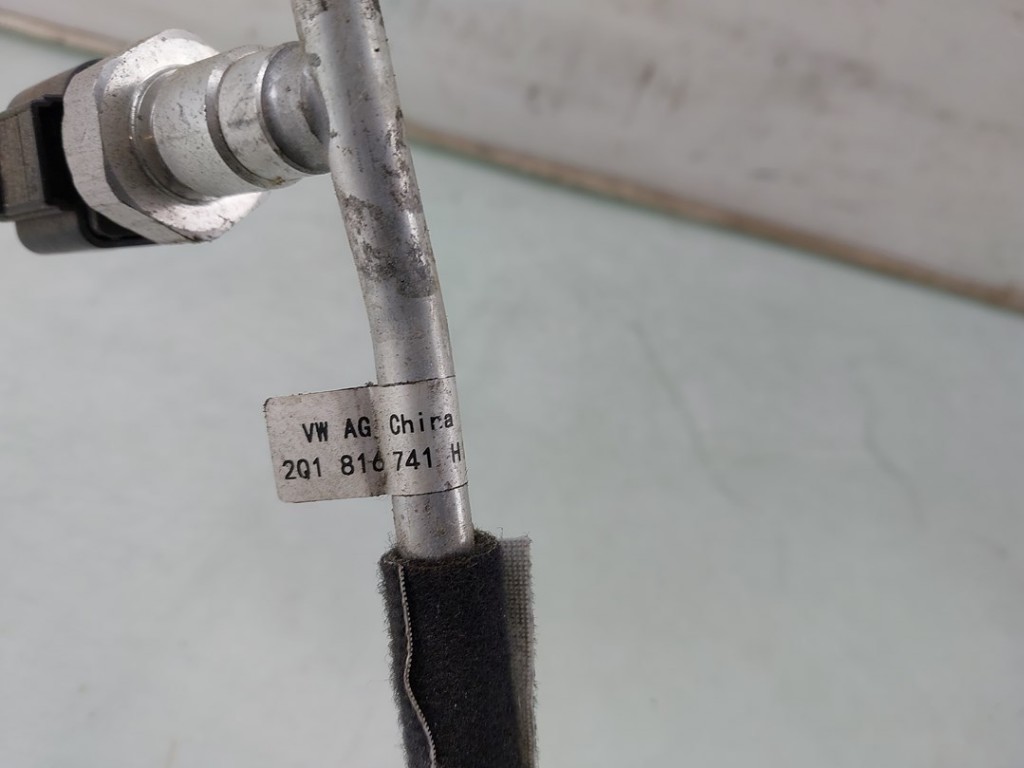 VW AG China
2Q1 816 741 H